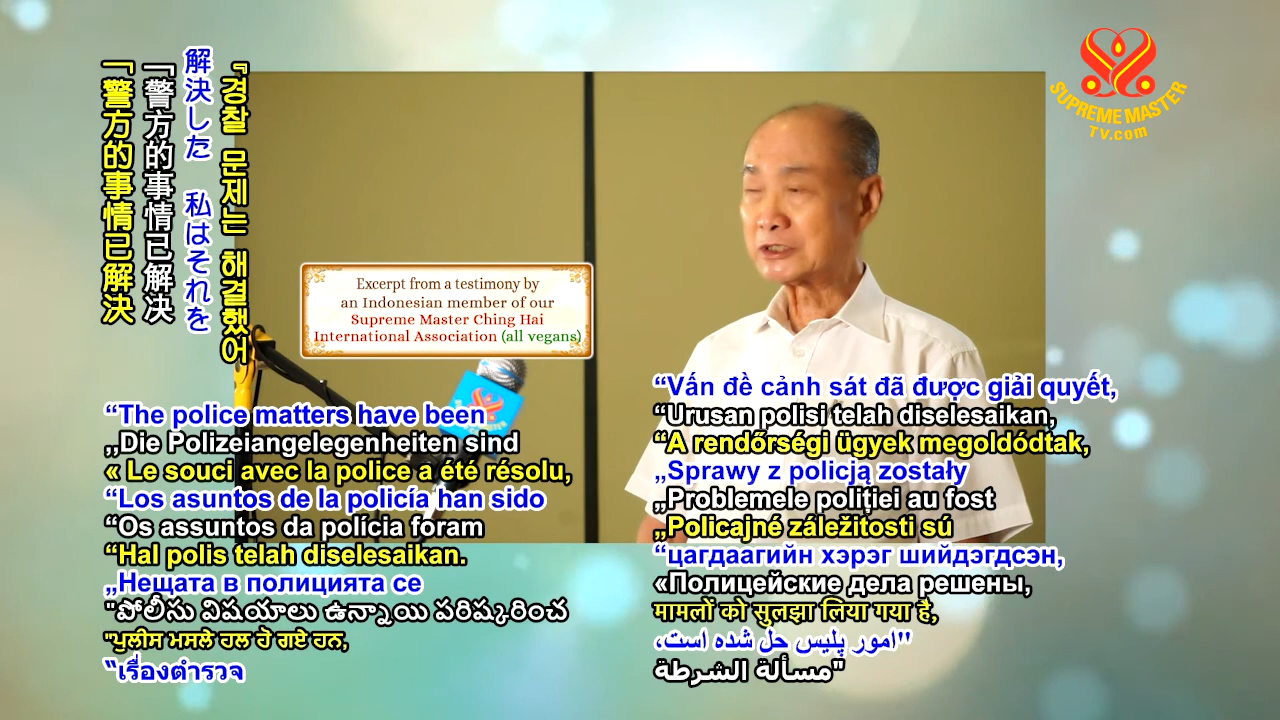 『경찰 문제는 해결했어
解決した 私はそれを
「警方的事情已解決
「警方的事情已解決
SUPREME MASTER
TV.com
Excerpt from a testimony by
an Indonesian member of our
Supreme Master Ching Hai
International Association (all vegans)
“The police matters have been
„Die Polizeiangelegenheiten sind
« Le souci avec la police a été résolu,
“Los asuntos de la policía han sido
“Os assuntos da polícia foram
“Hal polis telah diselesaikan.
„Нещата в полицията се
"పోలీసు విషయాలు ఉన్నాయి పరిష్కరించ
"ਪੁਲੀਸ ਮਸਲੇ ਹਲ ਹੋ ਗਏ ਹਨ,
“เรื่องตำรวจ
“Vấn đề cảnh sát đã được giải quyết,
“Urusan polisi telah diselesaikan,
“A rendőrségi ügyek megoldódtak,
„Sprawy z policją zostały
„Problemele poliției au fost
„Policajné záležitosti sú
“цагдаагийн хэрэг шийдэгдсэн,
«Полицейские дела решены,
मामलों को सुलझा लिया गया है,
"امور پلیس حل شده است،
"مسألة الشرطة